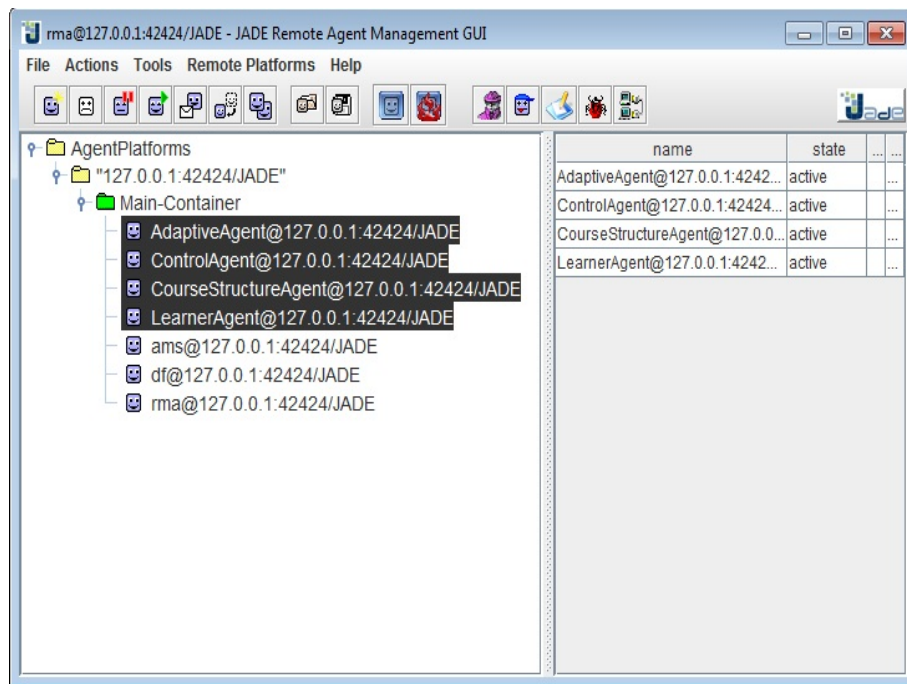 rma@127.0.0.1:42424/JADE - JADE Remote Agent Management GUI
File Actions Tools Remote Platforms Help
Jade
AgentPlatforms
"127.0.0.1:42424/JADE"
Main-Container
AdaptiveAgent@127.0.0.1:42424/JADE
ControlAgent@127.0.0.1:42424/JADE
CourseStructureAgent@127.0.0.1:42424/JADE
LearnerAgent@127.0.0.1:42424/JADE
ams@127.0.0.1:42424/JADE
df@127.0.0.1:42424/JADE
rma@127.0.0.1:42424/JADE
name state ... ...
AdaptiveAgent@127.0.0.1:4242... active ...
ControlAgent@127.0.0.1:42424... active ...
CourseStructureAgent@127.0.0... active ...
LearnerAgent@127.0.0.1:4242... active ...